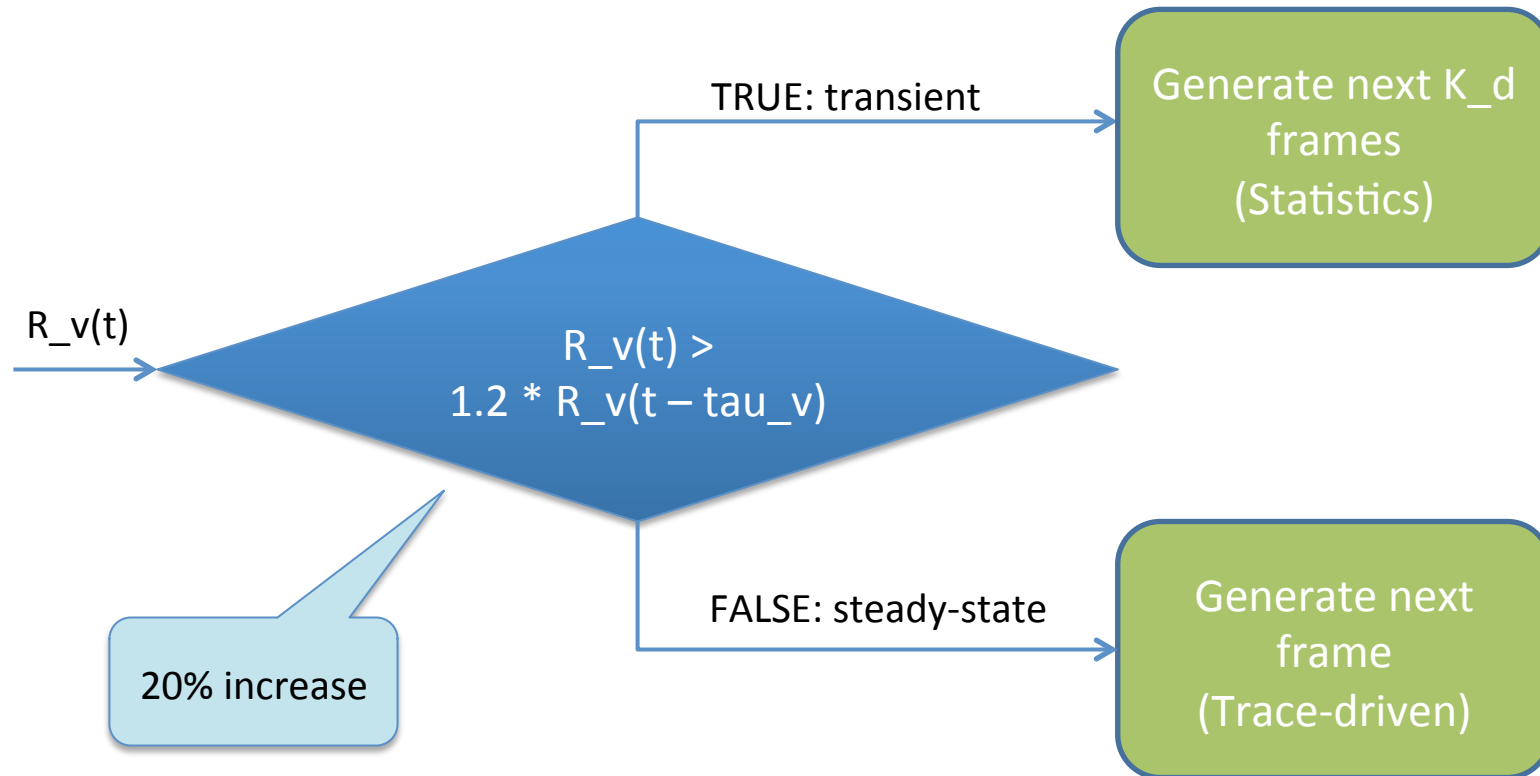 R_v(t)
R_v(t) >
1.2 * R_v(t – tau_v)
20% increase
TRUE: transient
Generate next K_d
frames
(Statistics)
FALSE: steady-state
Generate next
frame
(Trace-driven)